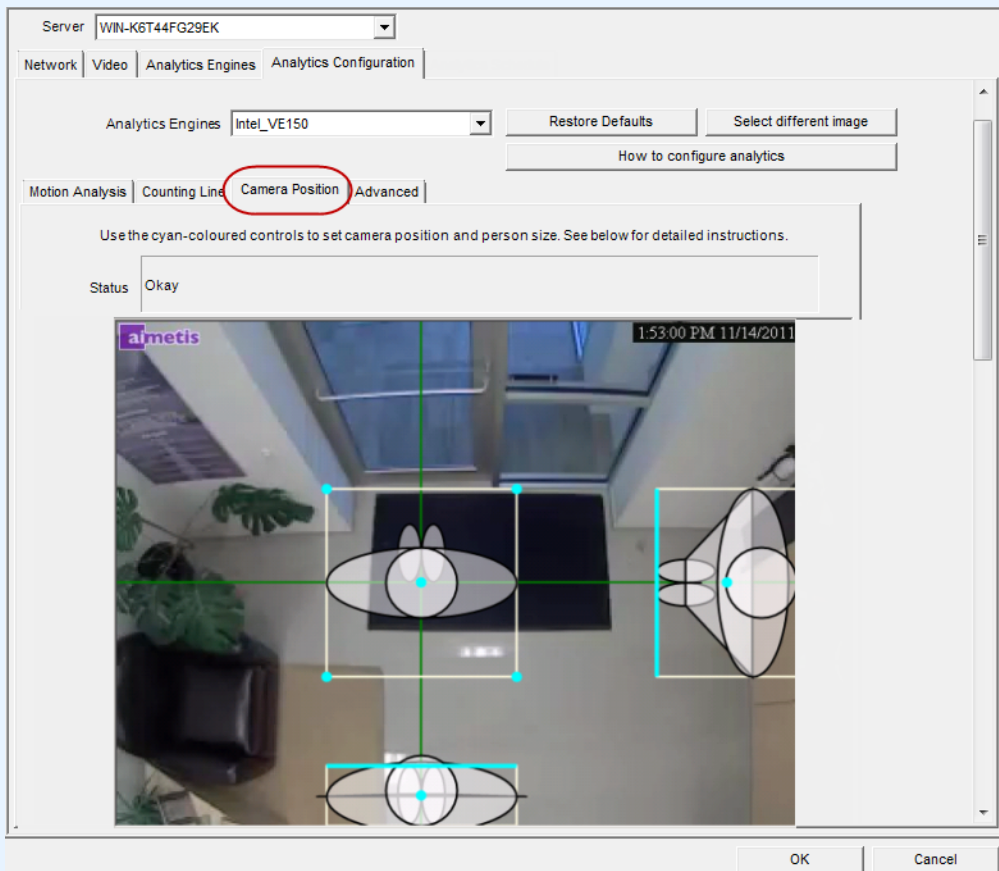 Server WIN-K6T44FG29EK
Network Video Analytics Engines Analytics Configuration
Analytics Engines Intel_VE150 Restore Defaults Select different image
How to configure analytics
Motion Analysis Counting Line Camera Position Advanced
Use the cyan-coloured controls to set camera position and person size. See below for detailed instructions.
Status Okay
aimetis 1:53:00 PM 11/14/2011
OK Cancel